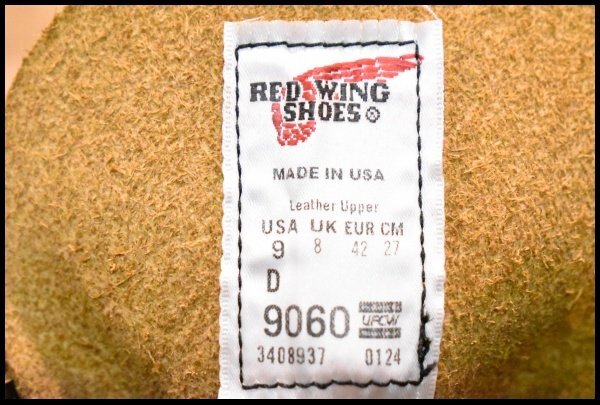 RED WING
SHOES®
MADE IN USA
Leather Upper
USA UK EUR CM
9 8 42 27
D
9060 UFCW
3408937 0124